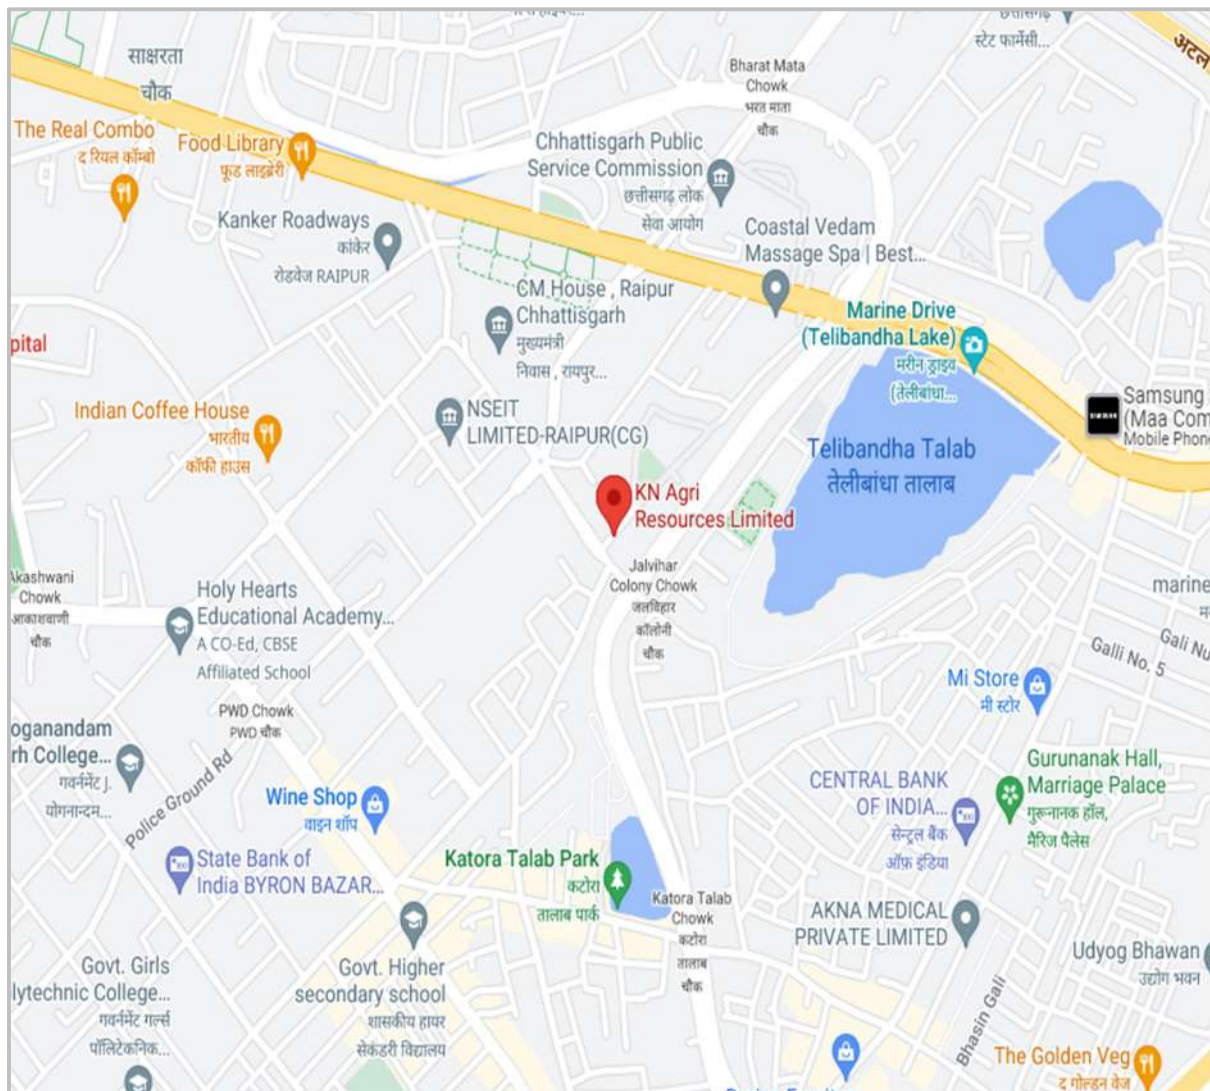 छत्तीसगढ़
स्टेट फार्मेसी...
अटल
साक्षरता
चौक
Bharat Mata
Chowk
भारत माता
चौक
The Real Combo
द रियल कॉम्बो
Food Library
फूड लाइब्रेरी
Chhattisgarh Public
Service Commission
छत्तीसगढ़ लोक
सेवा आयोग
Kanker Roadways
कांकेर
रोडवेज RAIPUR
Coastal Vedam
Massage Spa | Best...
CM House , Raipur
Chhattisgarh
मुख्यमंत्री
निवास , रायपुर...
Marine Drive
(Telibandha Lake)
मरीन ड्राइव
(तेलीबांधा...
pital
Samsung
(Maa Com
Mobile Phone
Indian Coffee House
भारतीय
कॉफी हाउस
NSEIT
LIMITED-RAIPUR(CG)
Telibandha Talab
तेलीबांधा तालाब
KN Agri
Resources Limited
Akashwani
Chowk
आकाशवाणी
चौक
Holy Hearts
Educational Academy...
A CO-Ed, CBSE
Affiliated School
Jalvihar
Colony Chowk
जलविहार
कॉलोनी
चौक
marine
Gali Nu
Galli No. 5
Mi Store
मी स्टोर
PWD Chowk
PWD चौक
oganandam
rh College...
गवर्नमेंट J.
योगनान्दम...
Police Ground Rd
Wine Shop
वाइन शॉप
Gurunanak Hall,
Marriage Palace
गुरूनानक हॉल,
मैरिज पैलेस
CENTRAL BANK
OF INDIA...
सेन्ट्रल बैंक
ऑफ़ इंडिया
State Bank of
India BYRON BAZAR...
Katora Talab Park
कटोरा
तालाब पार्क
Katora Talab
Chowk
कटोरा
तालाब
चौक
AKNA MEDICAL
PRIVATE LIMITED
Udyog Bhawan
उद्योग भवन
Govt. Girls
lytechnic College...
गवर्नमेंट गर्ल्स
पॉलिटेकनिक...
Govt. Higher
secondary school
शासकीय हायर
सेकंडरी विद्यालय
Bhasin Gali
The Golden Veg
द गोल्डन वेज